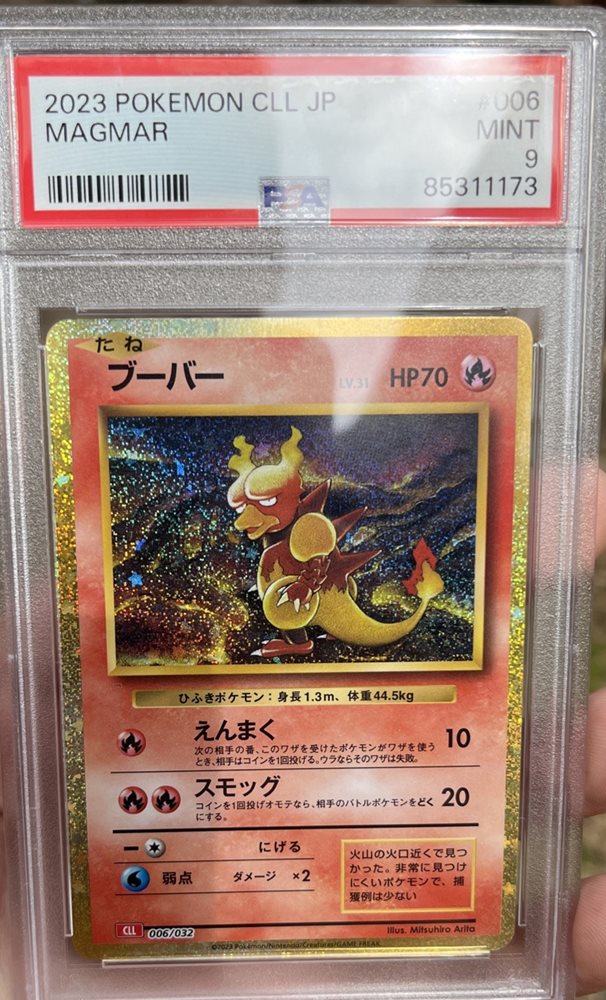 2023 POKEMON CLL JP #006
MAGMAR MINT
9
PSA 85311173
たね
ブーバー LV.31 HP70
ひふきポケモン：身長1.3m、体重44.5kg
えんまく 10
次の相手の番、このワザを受けたポケモンがワザを使う
とき、相手はコインを1回投げる。ウラならそのワザは失敗。
スモッグ 20
コインを1回投げオモテなら、相手のバトルポケモンをどく
にする。
にげる
弱点 ダメージ ×2
火山の火口近くで見つ
かった。非常に見つけ
にくいポケモンで、捕
獲例は少ない
CLL 006/032 Illus. Mitsuhiro Arita
©2023 Pokémon/Nintendo/Creatures/GAME FREAK